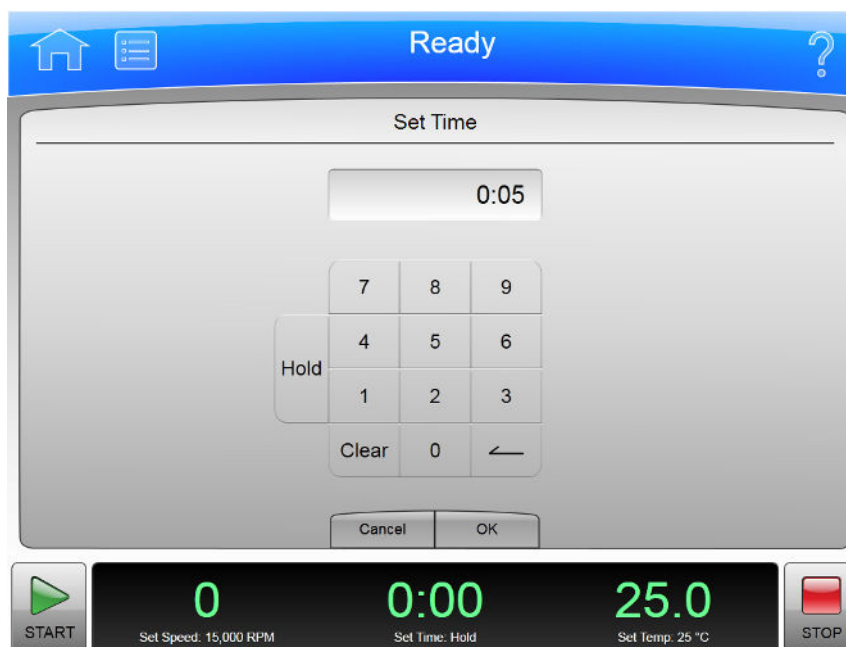 Ready
Set Time
0:05
7 8 9
Hold
4 5 6
1 2 3
Clear 0
Cancel OK
START
0
Set Speed: 15,000 RPM
0:00
Set Time: Hold
25.0
Set Temp: 25 °C
STOP